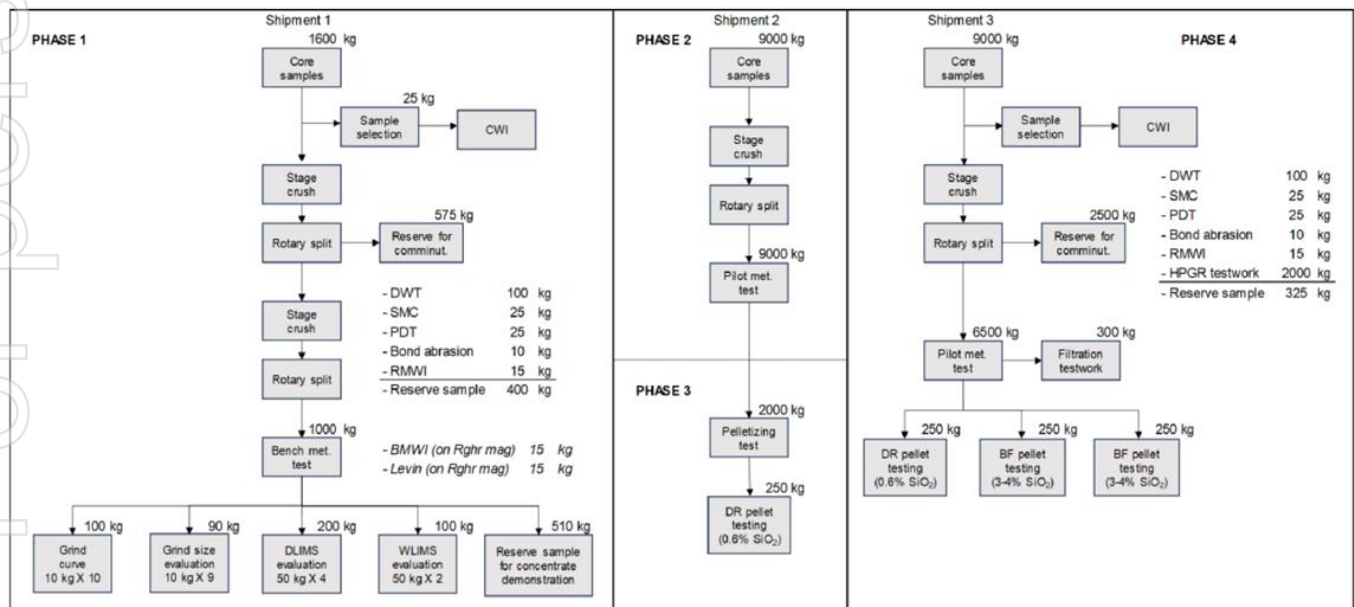 Shipment 1
PHASE 1
1600 kg
Core
samples
25 kg
Sample
selection
CWI
Stage
crush
575 kg
Rotary split
Reserve for
comminut.
- DWT 100 kg
- SMC 25 kg
- PDT 25 kg
- Bond abrasion 10 kg
- RMWI 15 kg
- Reserve sample 400 kg
Stage
crush
Rotary split
1000 kg
Bench met.
test
- BMWI (on Rghr mag) 15 kg
- Levin (on Rghr mag) 15 kg
100 kg
Grind
curve
10 kg X 10
90 kg
Grind size
evaluation
10 kg X 9
200 kg
DLIMS
evaluation
50 kg X 4
100 kg
WLIMS
evaluation
50 kg X 2
510 kg
Reserve sample
for concentrate
demonstration
Shipment 2
PHASE 2
9000 kg
Core
samples
Stage
crush
Rotary split
9000 kg
Pilot met.
test
PHASE 3
2000 kg
Pelletizing
test
250 kg
DR pellet
testing
(0.6% SiO₂)
Shipment 3
9000 kg
PHASE 4
Core
samples
Sample
selection
CWI
Stage
crush
2500 kg
Rotary split
Reserve for
comminut.
- DWT 100 kg
- SMC 25 kg
- PDT 25 kg
- Bond abrasion 10 kg
- RMWI 15 kg
- HPGR testwork 2000 kg
- Reserve sample 325 kg
6500 kg
Pilot met.
test
300 kg
Filtration
testwork
250 kg
DR pellet
testing
(0.6% SiO₂)
250 kg
BF pellet
testing
(3-4% SiO₂)
250 kg
BF pellet
testing
(3-4% SiO₂)